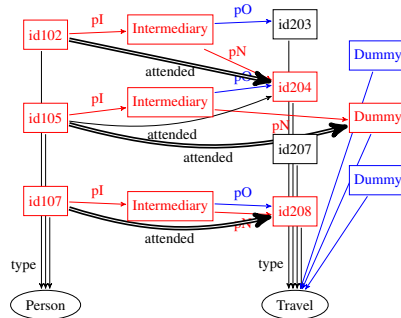 id102
pI
Intermediary
pO
id203
pN
Dummy
attended
pO
id204
id105
pI
Intermediary
pN
Dummy
attended
attended
id207
Dummy
id107
pI
Intermediary
pO
pN
id208
attended
type
type
Person
Travel